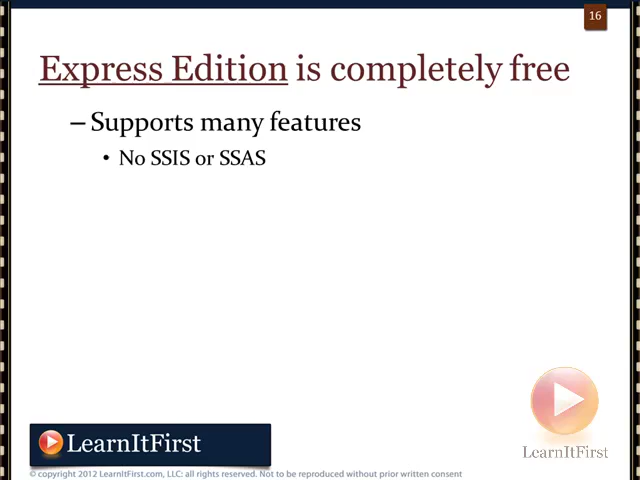 16
Express Edition is completely free
– Supports many features
• No SSIS or SSAS
LearnItFirst
LearnItFirst
© copyright 2012 LearnItFirst.com, LLC: all rights reserved. Not to be reproduced without prior written consent